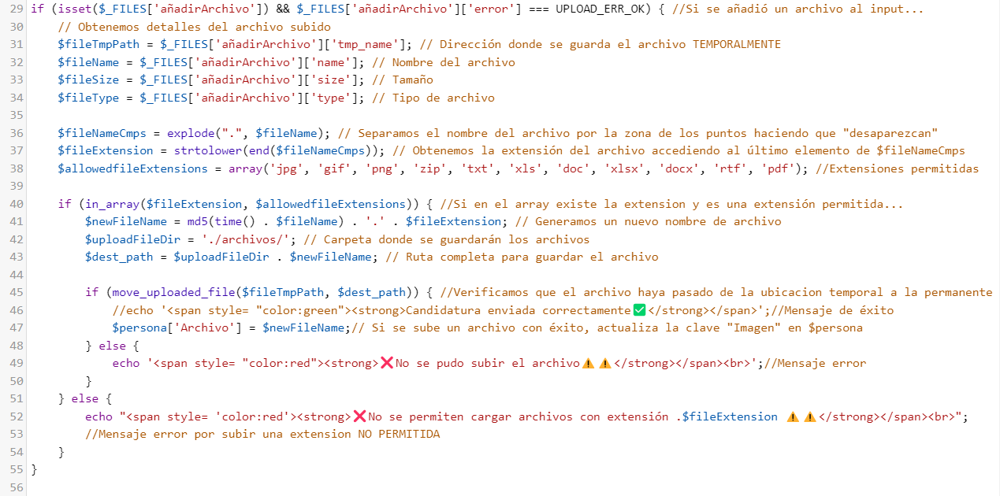 29 if (isset($_FILES['añadirArchivo']) && $_FILES['añadirArchivo']['error'] === UPLOAD_ERR_OK) { //Si se añadió un archivo al input...
30     // Obtenemos detalles del archivo subido
31     $fileTmpPath = $_FILES['añadirArchivo']['tmp_name']; // Dirección donde se guarda el archivo TEMPORALMENTE
32     $fileName = $_FILES['añadirArchivo']['name']; // Nombre del archivo
33     $fileSize = $_FILES['añadirArchivo']['size']; // Tamaño
34     $fileType = $_FILES['añadirArchivo']['type']; // Tipo de archivo
35
36     $fileNameCmps = explode(".", $fileName); // Separamos el nombre del archivo por la zona de los puntos haciendo que "desaparezcan"
37     $fileExtension = strtolower(end($fileNameCmps)); // Obtenemos la extensión del archivo accediendo al último elemento de $fileNameCmps
38     $allowedfileExtensions = array('jpg', 'gif', 'png', 'zip', 'txt', 'xls', 'doc', 'xlsx', 'docx', 'rtf', 'pdf'); //Extensiones permitidas
39
40     if (in_array($fileExtension, $allowedfileExtensions)) { //Si en el array existe la extension y es una extensión permitida...
41         $newFileName = md5(time() . $fileName) . '.' . $fileExtension; // Generamos un nuevo nombre de archivo
42         $uploadFileDir = './archivos/'; // Carpeta donde se guardarán los archivos
43         $dest_path = $uploadFileDir . $newFileName; // Ruta completa para guardar el archivo
44
45         if (move_uploaded_file($fileTmpPath, $dest_path)) { //Verificamos que el archivo haya pasado de la ubicacion temporal a la permanente
46             //echo '<span style= "color:green"><strong>Candidatura enviada correctamente✅</strong></span>';//Mensaje de éxito
47             $persona['Archivo'] = $newFileName;// Si se sube un archivo con éxito, actualiza la clave "Imagen" en $persona
48         } else {
49             echo '<span style= "color:red"><strong>❌No se pudo subir el archivo⚠️⚠️</strong></span><br>';//Mensaje error
50         }
51     } else {
52         echo "<span style= 'color:red'><strong>❌No se permiten cargar archivos con extensión .$fileExtension ⚠️⚠️</strong></span><br>";
53         //Mensaje error por subir una extension NO PERMITIDA
54     }
55 }
56